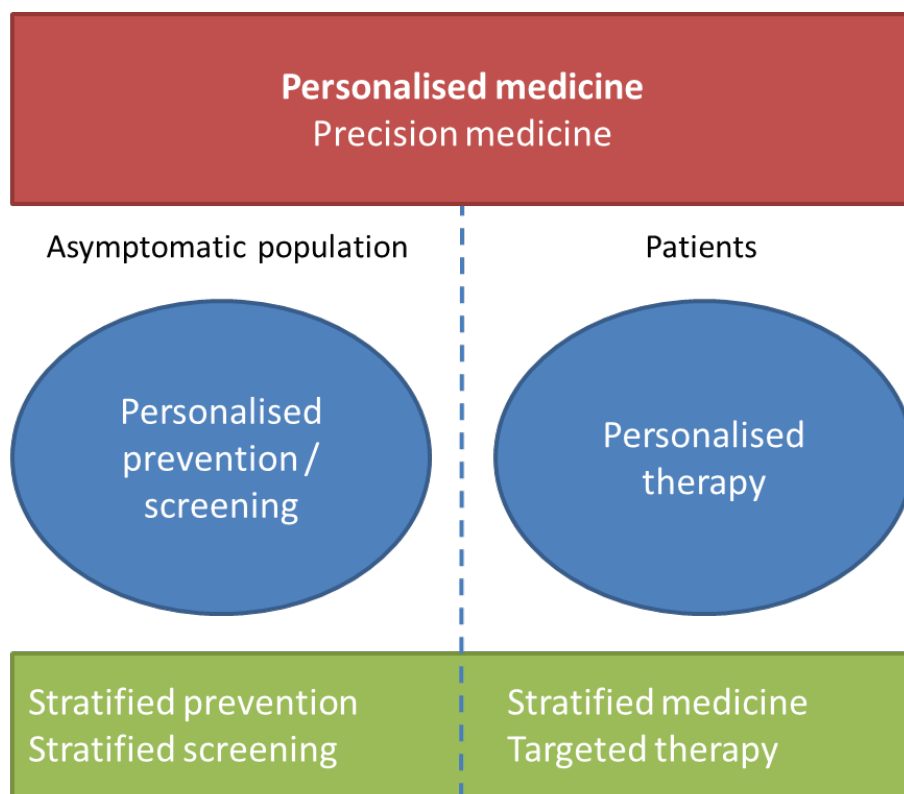 Personalised medicine
Precision medicine
Asymptomatic population
Patients
Personalised
prevention /
screening
Personalised
therapy
Stratified prevention
Stratified screening
Stratified medicine
Targeted therapy